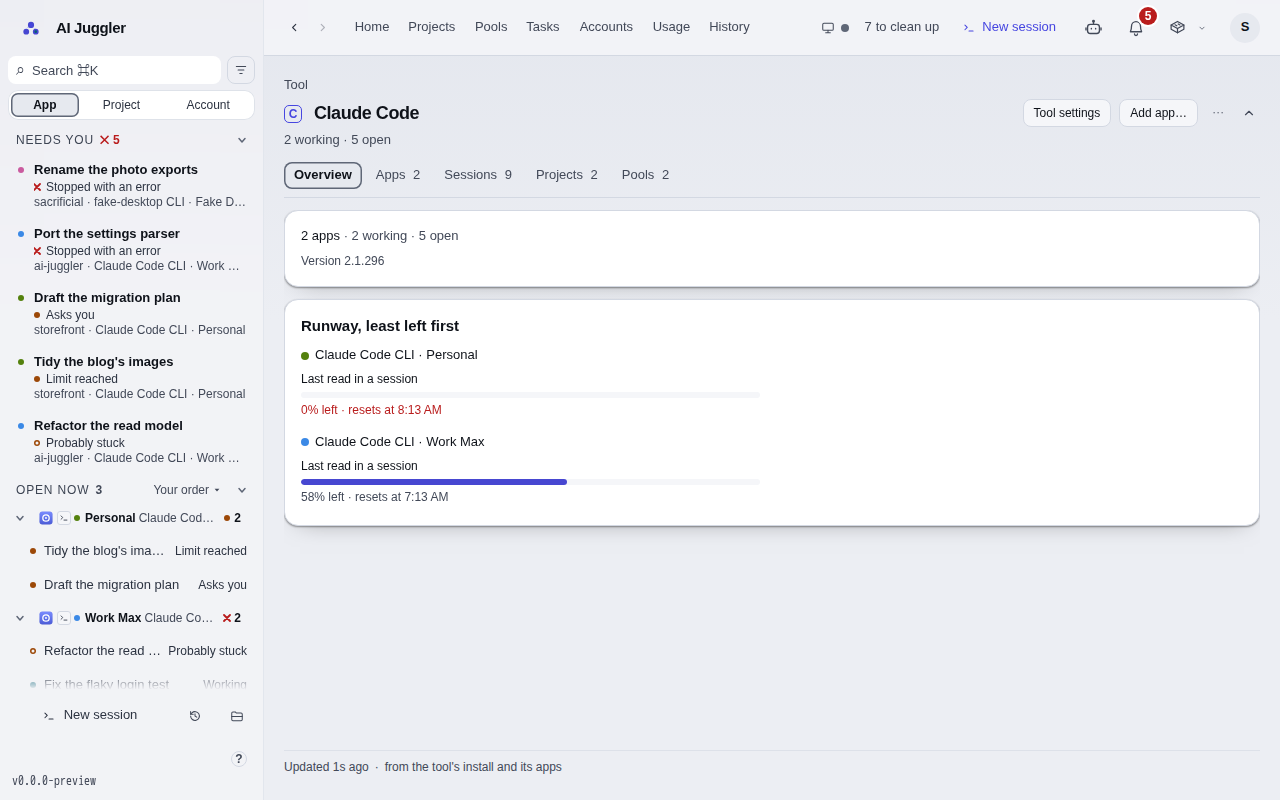 AI Juggler
Home Projects Pools Tasks Accounts Usage History
7 to clean up
New session
5
S
Search ⌘K
App Project Account
NEEDS YOU 5
Rename the photo exports
Stopped with an error
sacrificial · fake-desktop CLI · Fake D…
Port the settings parser
Stopped with an error
ai-juggler · Claude Code CLI · Work …
Draft the migration plan
Asks you
storefront · Claude Code CLI · Personal
Tidy the blog's images
Limit reached
storefront · Claude Code CLI · Personal
Refactor the read model
Probably stuck
ai-juggler · Claude Code CLI · Work …
OPEN NOW 3 Your order
Personal Claude Cod… 2
Tidy the blog's ima… Limit reached
Draft the migration plan Asks you
Work Max Claude Co… 2
Refactor the read … Probably stuck
Fix the flaky login test Working
New session
?
v0.0.0-preview
Tool
C Claude Code
Tool settings Add app… ···
2 working · 5 open
Overview Apps 2 Sessions 9 Projects 2 Pools 2
2 apps · 2 working · 5 open
Version 2.1.296
Runway, least left first
Claude Code CLI · Personal
Last read in a session
0% left · resets at 8:13 AM
Claude Code CLI · Work Max
Last read in a session
58% left · resets at 7:13 AM
Updated 1s ago · from the tool's install and its apps